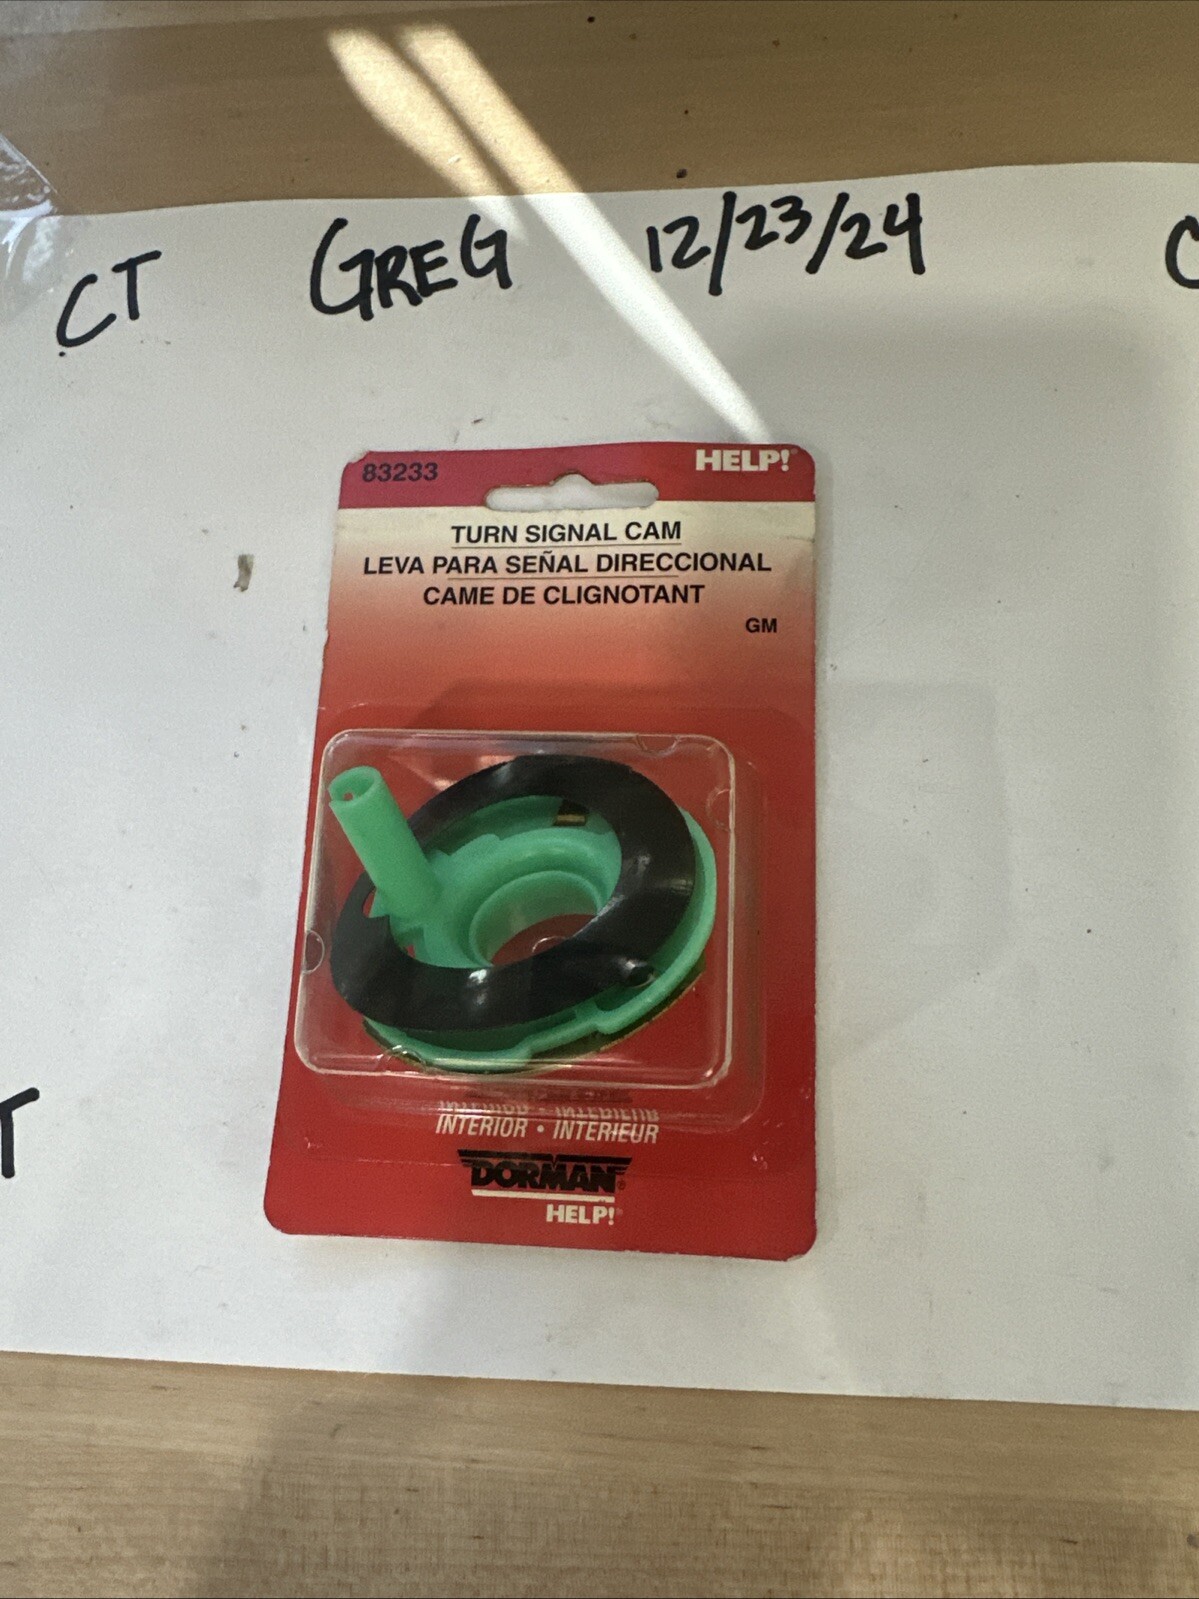 CT GREG 12/23/24 C
83233 HELP!
TURN SIGNAL CAM
LEVA PARA SEÑAL DIRECCIONAL
CAME DE CLIGNOTANT
GM
INTERIOR • INTERIEUR
DORMAN®
HELP!
T